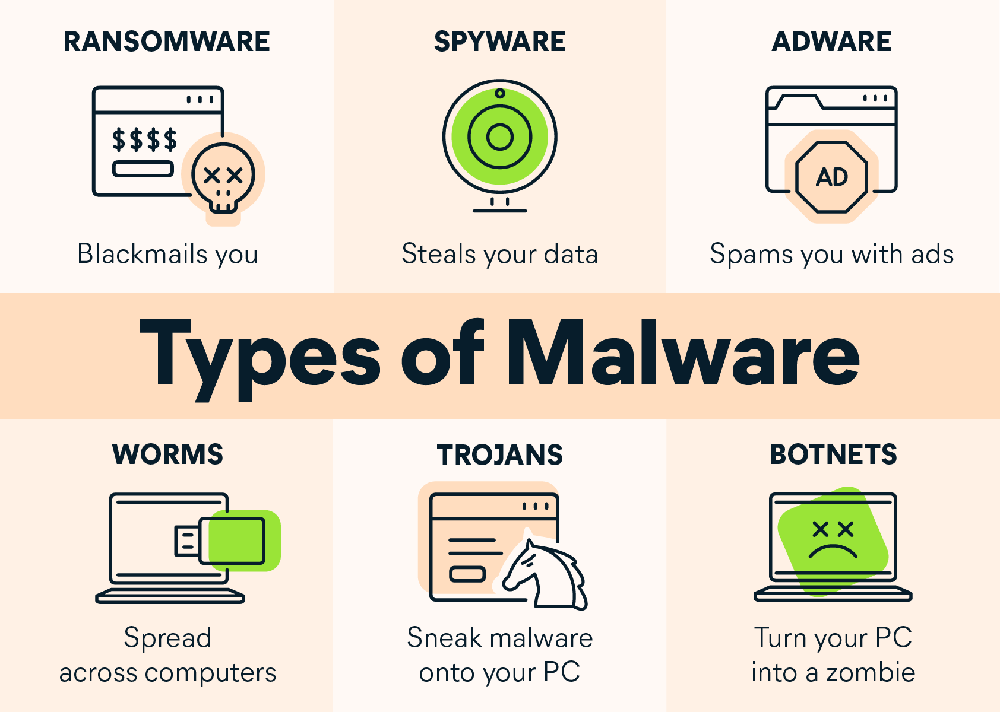 RANSOMWARE
SPYWARE
ADWARE
$$$$
AD
Blackmails you
Steals your data
Spams you with ads
Types of Malware
WORMS
TROJANS
BOTNETS
Spread
across computers
Sneak malware
onto your PC
Turn your PC
into a zombie